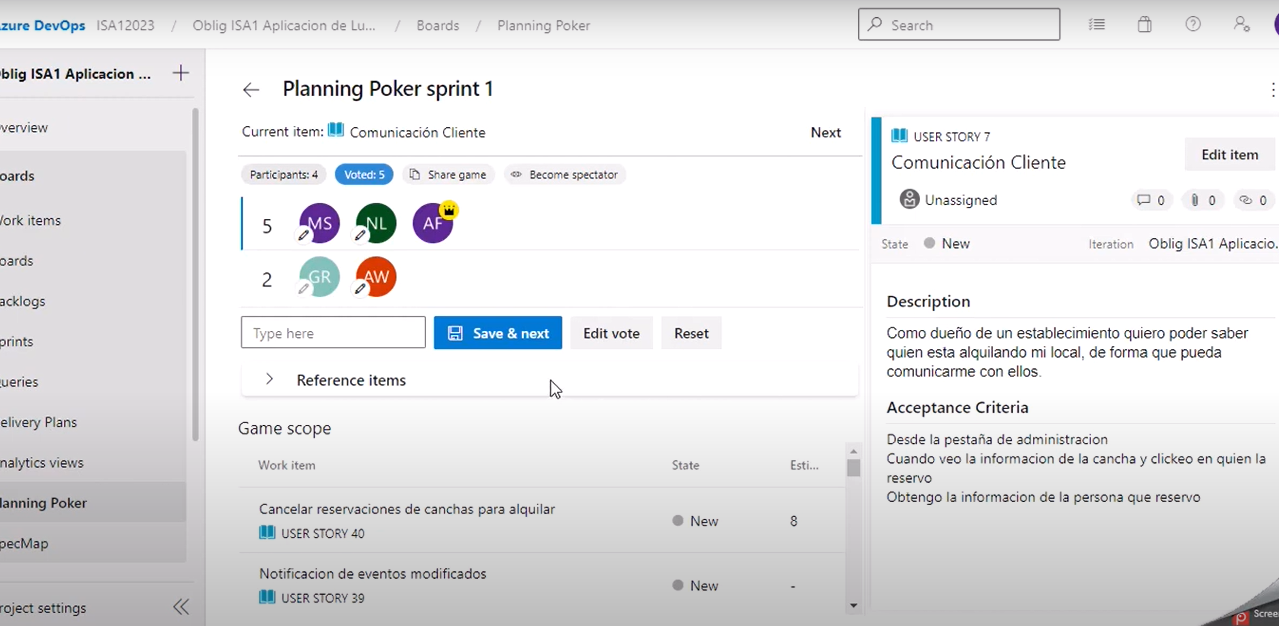 zure DevOps ISA12023 / Oblig ISA1 Aplicacion de Lu... / Boards / Planning Poker
Search
blig ISA1 Aplicacion ...
verview
oards
ork items
oards
acklogs
prints
ueries
elivery Plans
nalytics views
lanning Poker
pecMap
roject settings
Planning Poker sprint 1
Current item: Comunicación Cliente
Next
Participants: 4 Voted: 5 Share game Become spectator
5 MS NL AF
2 GR AW
Type here Save & next Edit vote Reset
Reference items
Game scope
Work item State Esti...
Cancelar reservaciones de canchas para alquilar
USER STORY 40
New 8
Notificacion de eventos modificados
USER STORY 39
New -
USER STORY 7
Comunicación Cliente
Edit item
Unassigned
0 0 0
State New Iteration Oblig ISA1 Aplicacio.
Description
Como dueño de un establecimiento quiero poder saber
quien esta alquilando mi local, de forma que pueda
comunicarme con ellos.
Acceptance Criteria
Desde la pestaña de administracion
Cuando veo la informacion de la cancha y clickeo en quien la
reservo
Obtengo la informacion de la persona que reservo
Scree